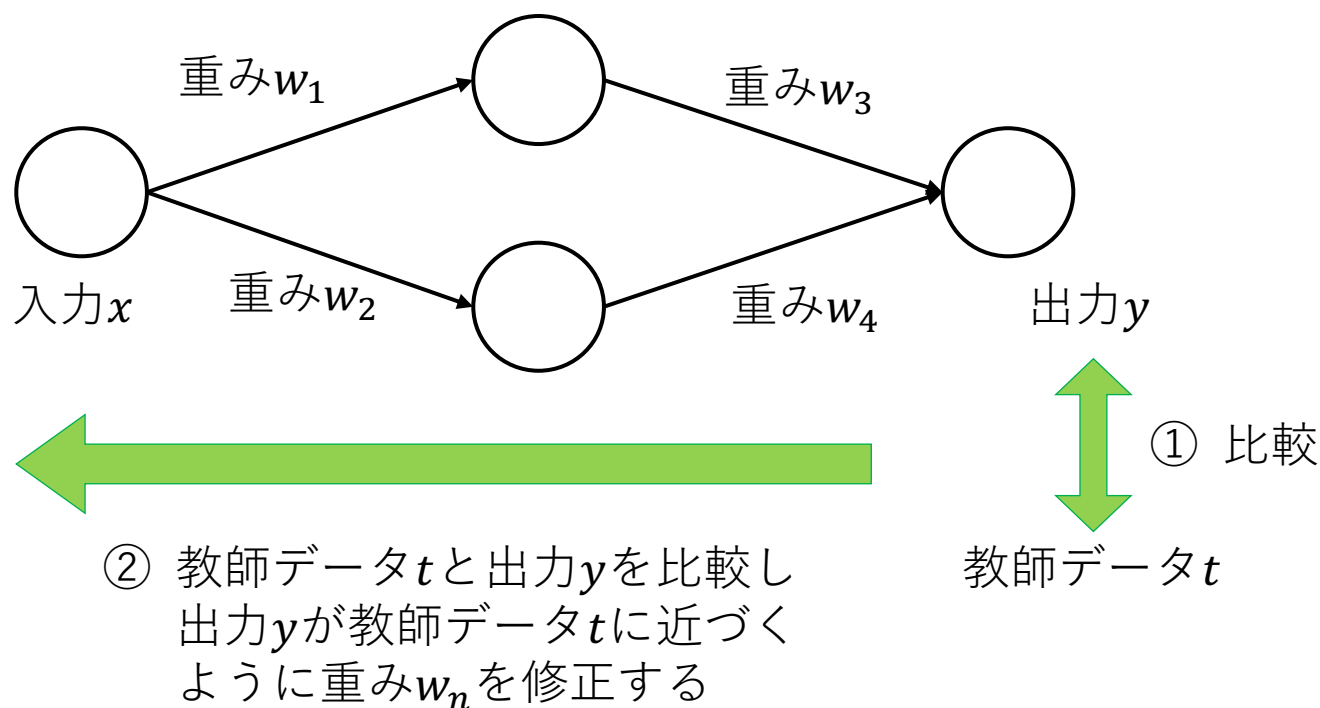 重みw₁
重みw₃
入力x
重みw₂
重みw₄
出力y
① 比較
② 教師データtと出力yを比較し
出力yが教師データtに近づく
ように重みwₙを修正する
教師データt